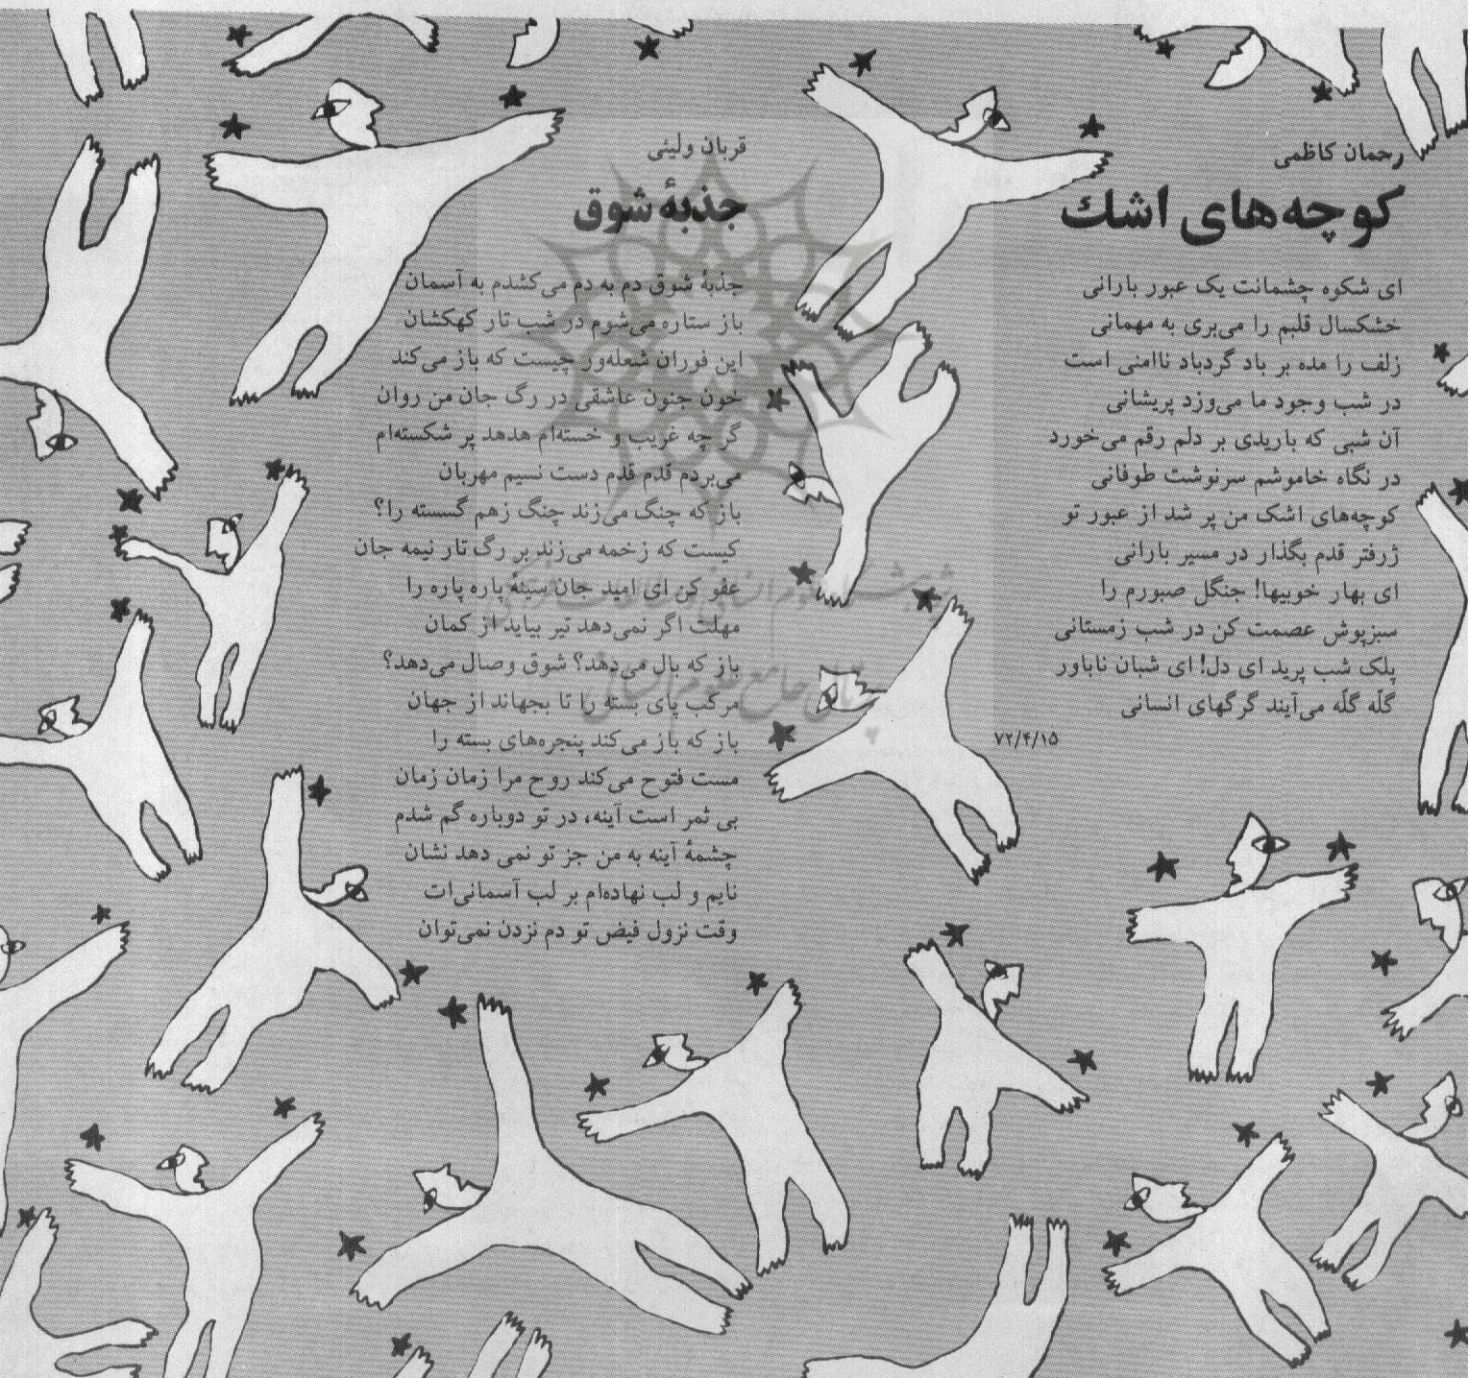 رحمان کاظمی
کوچه‌های اشک
ای شکوه چشمانت یک عبور بارانی
خشکسال قلبم را می‌بری به مهمانی
زلف را مده بر باد گردباد ناامنی است
در شب وجود ما می‌وزد پریشانی
آن شبی که باریدی بر دلم رقم می‌خورد
در نگاه خاموشم سرنوشت طوفانی
کوچه‌های اشک من پر شد از عبور تو
ژرفتر قدم بگذار در مسیر بارانی
ای بهار خوبیها! جنگل صبورم را
سبزپوش عصمت کن در شب زمستانی
پلک شب پرید ای دل! ای شبان ناباور
گلّه گلّه می‌آیند گرگهای انسانی
۷۲/۴/۱۵
قربان ولیئی
جذبهٔ شوق
جذبهٔ شوق دم به دم می‌کشدم به آسمان
باز ستاره می‌شوم در شب تار کهکشان
این فوران شعله‌ور چیست که باز می‌کند
خون جنون عاشقی در رگ جان من روان
گر چه غریب و خسته‌ام هدهد پر شکسته‌ام
می‌بردم قدم قدم دست نسیم مهربان
باز که چنگ می‌زند چنگ زهم گسسته را؟
کیست که زخمه می‌زند بر رگ تار نیمه جان
عفو کن ای امید جان سینهٔ پاره پاره را
مهلت اگر نمی‌دهد تیر بیاید از کمان
باز که بال می‌دهد؟ شوق وصال می‌دهد؟
مرکب پای بسته را تا بجهاند از جهان
باز که باز می‌کند پنجره‌های بسته را
مست فتوح می‌کند روح مرا زمان زمان
بی ثمر است آینه، در تو دوباره گم شدم
چشمهٔ آینه به من جز تو نمی دهد نشان
نایم و لب نهاده‌ام بر لب آسمانی‌ات
وقت نزول فیض تو دم نزدن نمی‌توان
پژوهشگاه علوم انسانی و مطالعات فرهنگی
پرتال جامع علوم انسانی